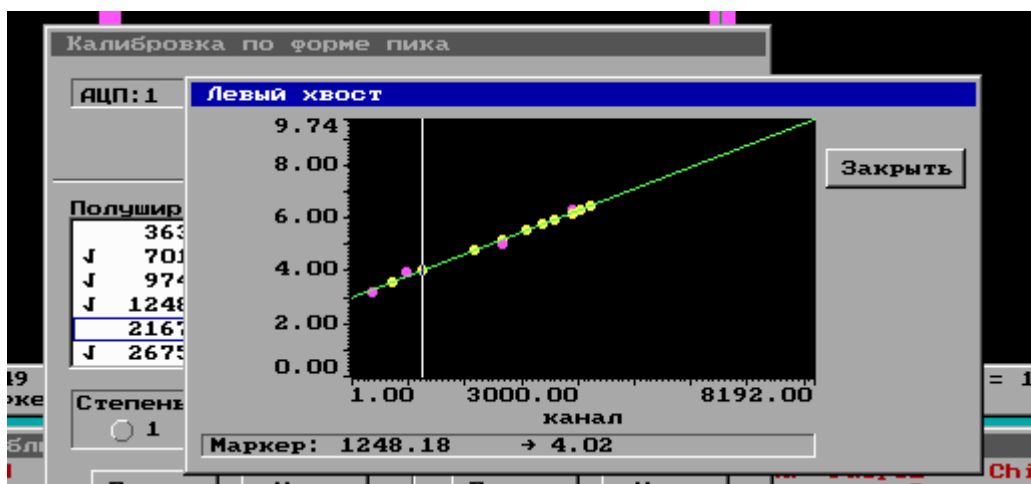 Калибровка по форме пика
АЦП:1
Левый хвост
9.74
8.00
6.00
4.00
2.00
0.00
1.00 3000.00 8192.00
канал
Закрыть
Маркер: 1248.18 → 4.02
Полушир
363
√ 701
√ 974
√ 1248
2167
√ 2675
Степень
1
= 1